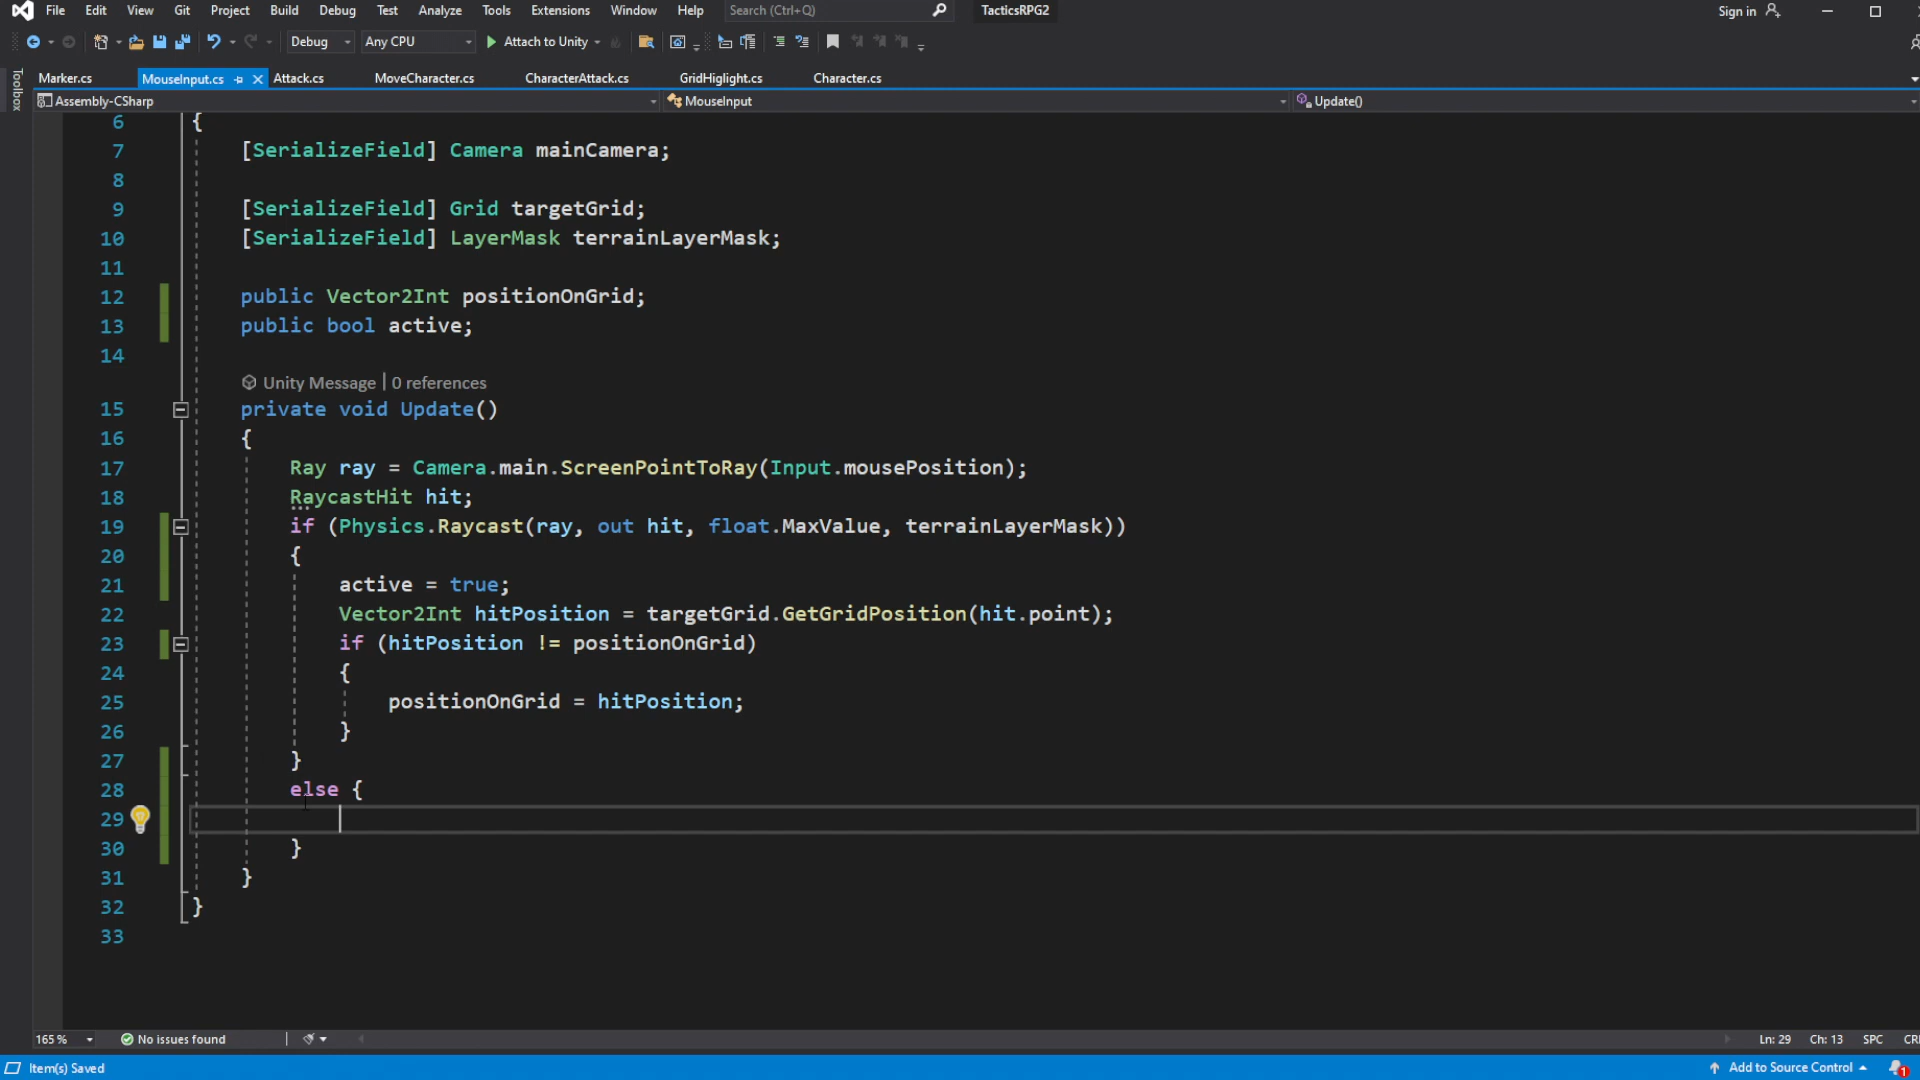 File Edit View Git Project Build Debug Test Analyze Tools Extensions Window Help Search (Ctrl+Q) TacticsRPG2 Sign in
Debug Any CPU Attach to Unity
Toolbox
Marker.cs MouseInput.cs Attack.cs MoveCharacter.cs CharacterAttack.cs GridHiglight.cs Character.cs
Assembly-CSharp MouseInput Update()
6 {
7 [SerializeField] Camera mainCamera;
8
9 [SerializeField] Grid targetGrid;
10 [SerializeField] LayerMask terrainLayerMask;
11
12 public Vector2Int positionOnGrid;
13 public bool active;
14
Unity Message | 0 references
15 private void Update()
16 {
17 Ray ray = Camera.main.ScreenPointToRay(Input.mousePosition);
18 RaycastHit hit;
19 if (Physics.Raycast(ray, out hit, float.MaxValue, terrainLayerMask))
20 {
21 active = true;
22 Vector2Int hitPosition = targetGrid.GetGridPosition(hit.point);
23 if (hitPosition != positionOnGrid)
24 {
25 positionOnGrid = hitPosition;
26 }
27 }
28 else {
29
30 }
31 }
32 }
33
165 % No issues found Ln: 29 Ch: 13 SPC CR
Item(s) Saved Add to Source Control 1